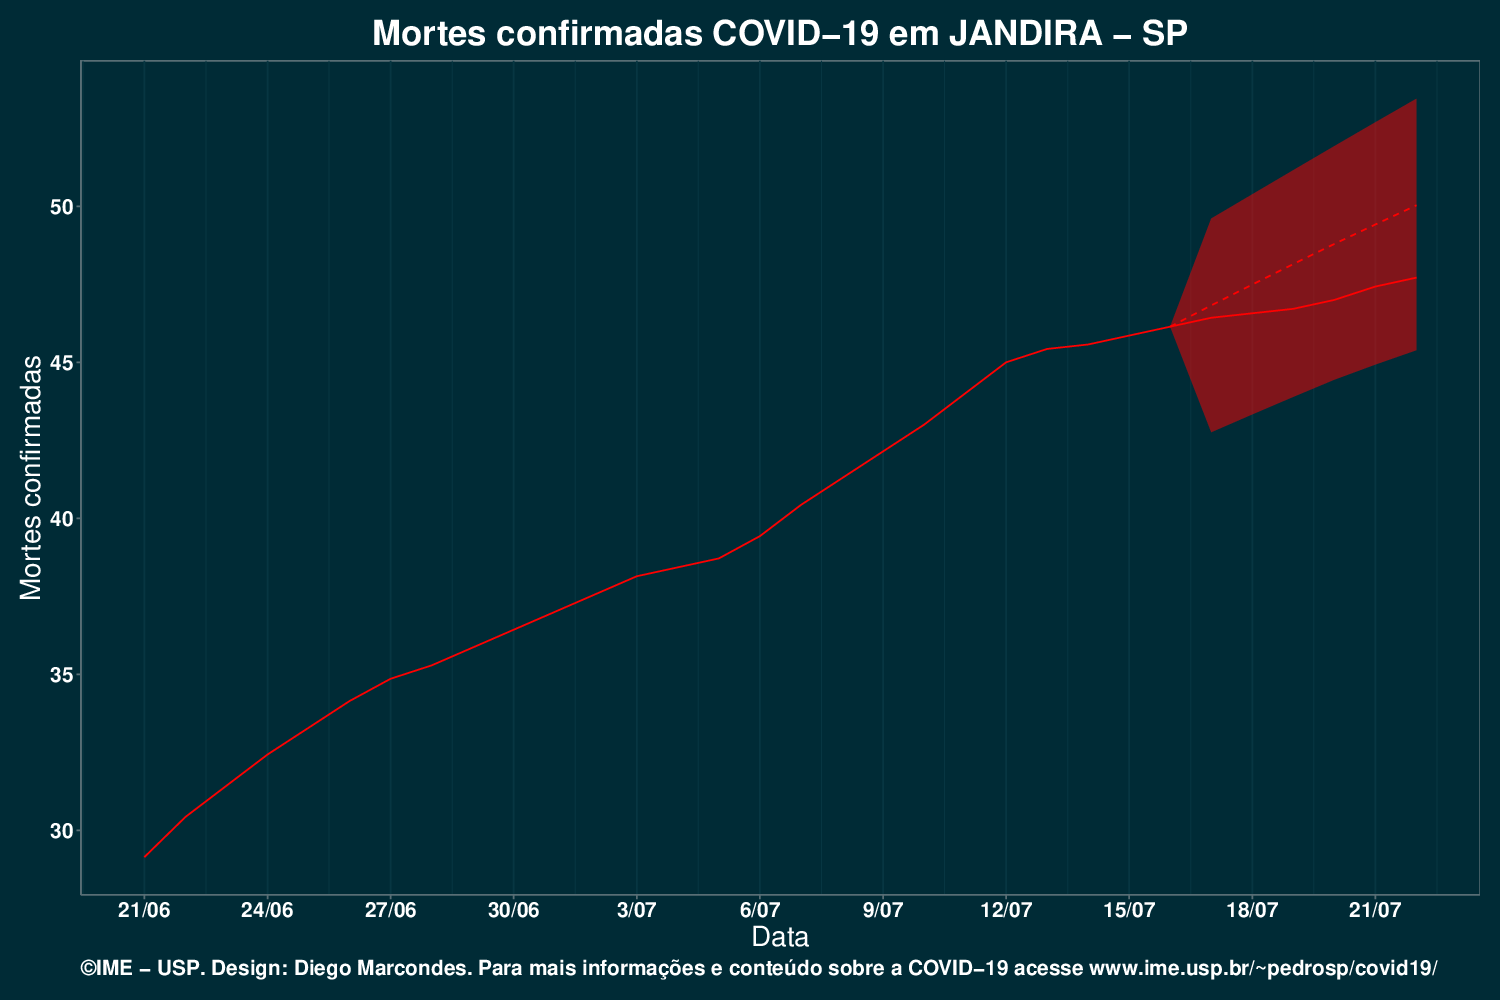 Mortes confirmadas COVID−19 em JANDIRA − SP
Mortes confirmadas
50
45
40
35
30
21/06 24/06 27/06 30/06 3/07 6/07 9/07 12/07 15/07 18/07 21/07
Data
©IME − USP. Design: Diego Marcondes. Para mais informações e conteúdo sobre a COVID−19 acesse www.ime.usp.br/~pedrosp/covid19/